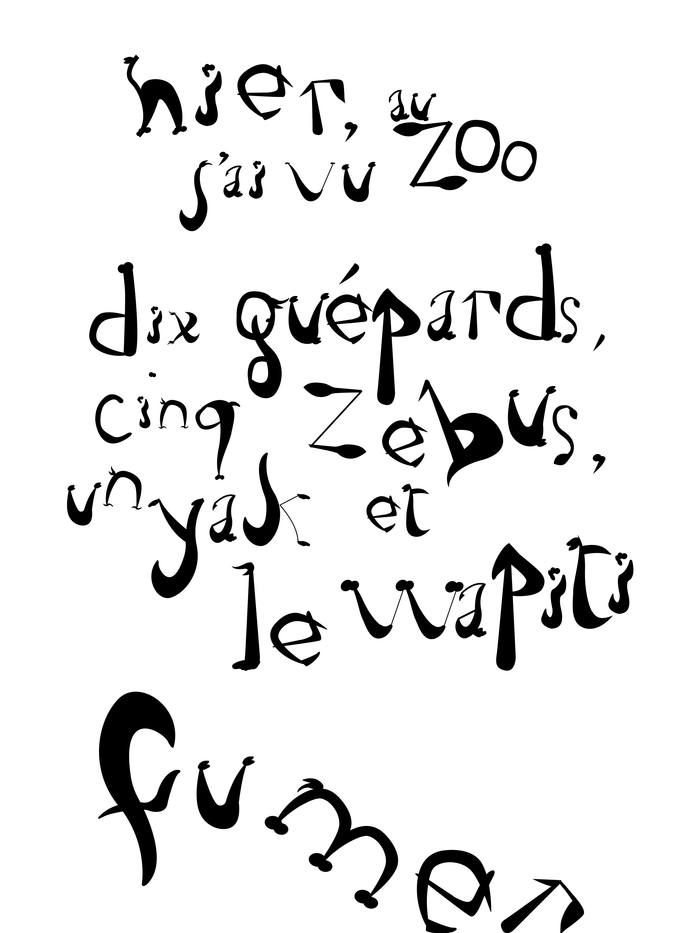 hier, au zoo
j'ai vu
dix guépards,
cinq zebus,
un yak et
le wapiti
fumer